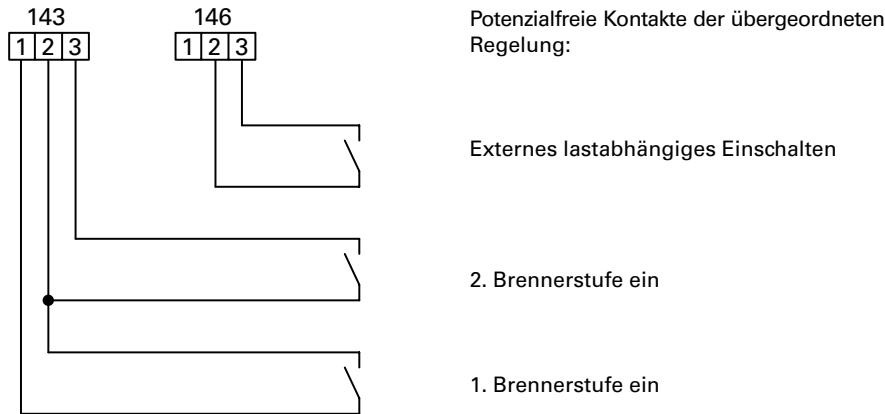 143 146
1 2 3 1 2 3
Potenzialfreie Kontakte der übergeordneten
Regelung:
Externes lastabhängiges Einschalten
2. Brennerstufe ein
1. Brennerstufe ein